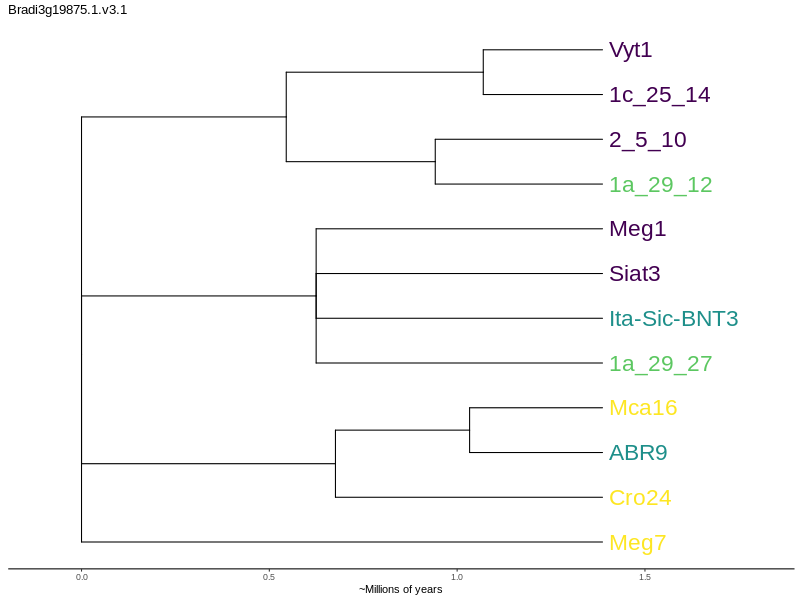 Bradi3g19875.1.v3.1
Vyt1
1c_25_14
2_5_10
1a_29_12
Meg1
Siat3
Ita-Sic-BNT3
1a_29_27
Mca16
ABR9
Cro24
Meg7
0.0 0.5 1.0 1.5
~Millions of years